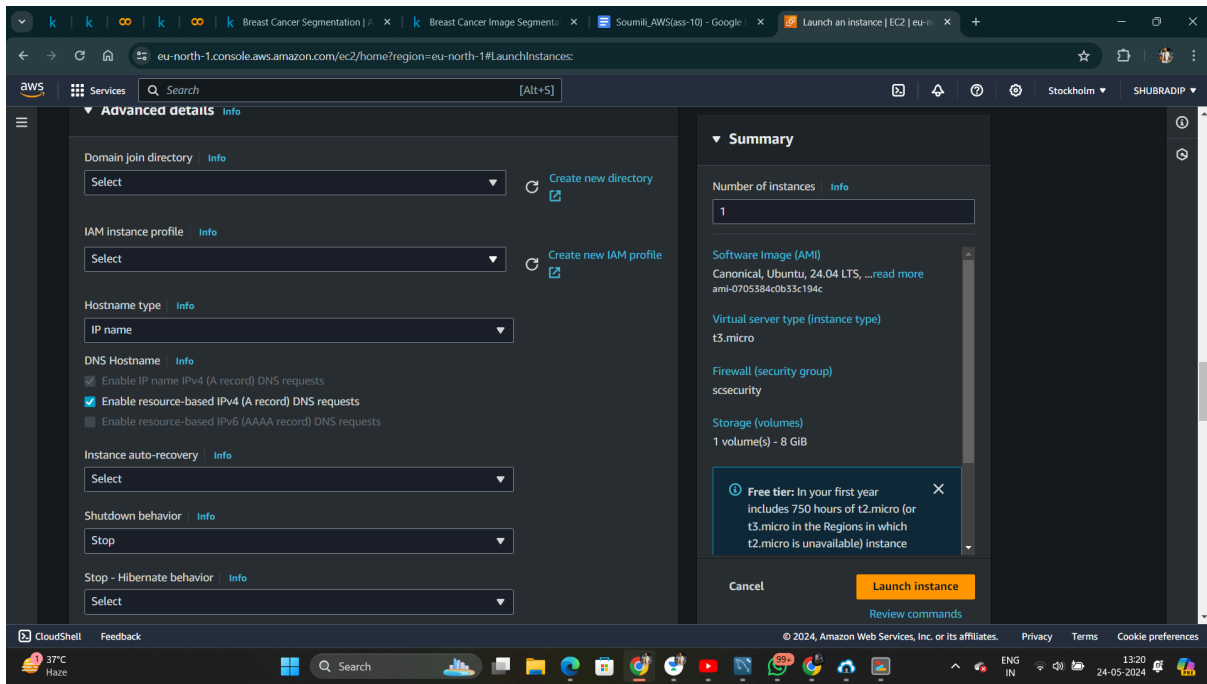 Breast Cancer Segmentation | A
Breast Cancer Image Segmenta
Soumili_AWS(ass-10) - Google
Launch an instance | EC2 | eu-n
eu-north-1.console.aws.amazon.com/ec2/home?region=eu-north-1#LaunchInstances:
aws
Services
Search
[Alt+S]
Stockholm
SHUBRADIP
Advanced details Info
Domain join directory Info
Select
Create new directory
IAM instance profile Info
Select
Create new IAM profile
Hostname type Info
IP name
DNS Hostname Info
Enable IP name IPv4 (A record) DNS requests
Enable resource-based IPv4 (A record) DNS requests
Enable resource-based IPv6 (AAAA record) DNS requests
Instance auto-recovery Info
Select
Shutdown behavior Info
Stop
Stop - Hibernate behavior Info
Select
Summary
Number of instances Info
1
Software Image (AMI)
Canonical, Ubuntu, 24.04 LTS, ...read more
ami-0705384c0b33c194c
Virtual server type (instance type)
t3.micro
Firewall (security group)
scsecurity
Storage (volumes)
1 volume(s) - 8 GiB
Free tier: In your first year
includes 750 hours of t2.micro (or
t3.micro in the Regions in which
t2.micro is unavailable) instance
Cancel
Launch instance
Review commands
CloudShell
Feedback
© 2024, Amazon Web Services, Inc. or its affiliates.
Privacy
Terms
Cookie preferences
1
37°C
Haze
Search
99+
ENG
IN
13:20
24-05-2024